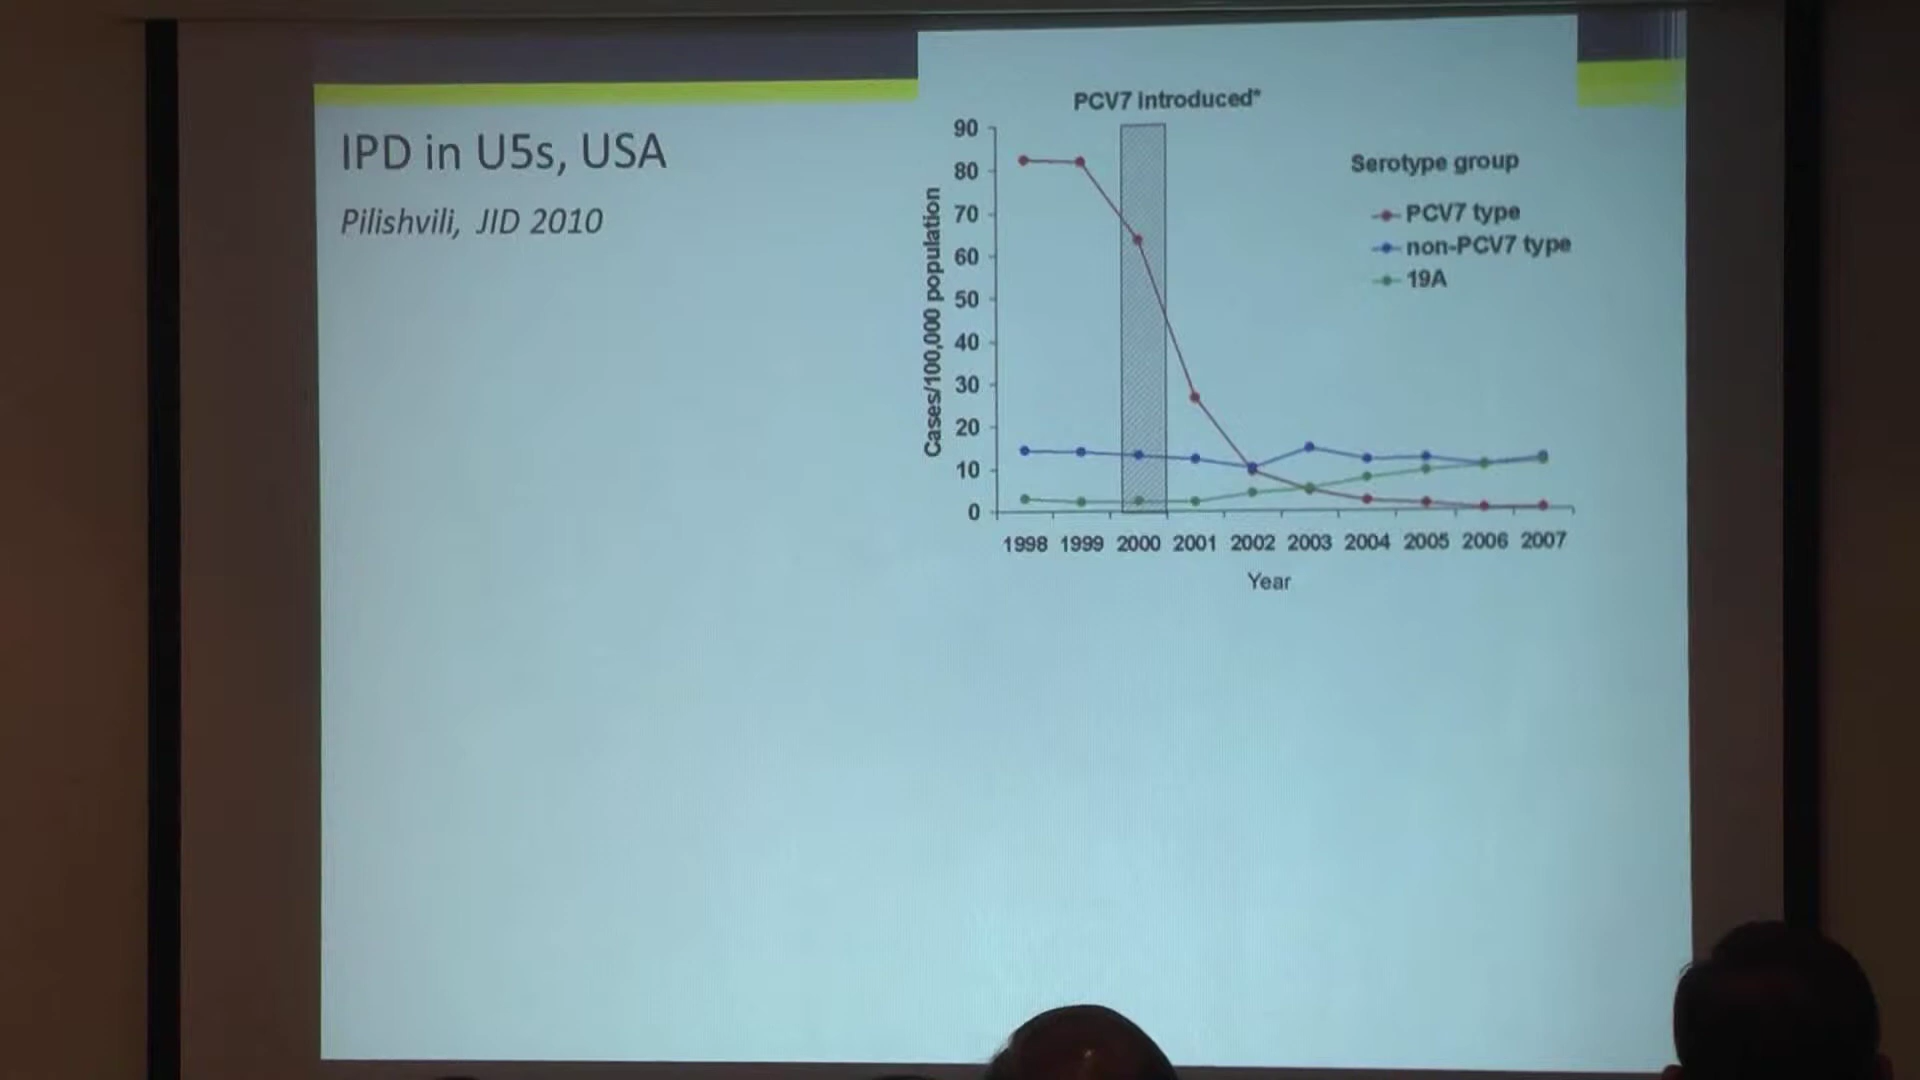 IPD in U5s, USA
Pilishvili, JID 2010
PCV7 introduced*
Cases/100,000 population
90
80
70
60
50
40
30
20
10
0
Serotype group
PCV7 type
non-PCV7 type
19A
1998 1999 2000 2001 2002 2003 2004 2005 2006 2007
Year